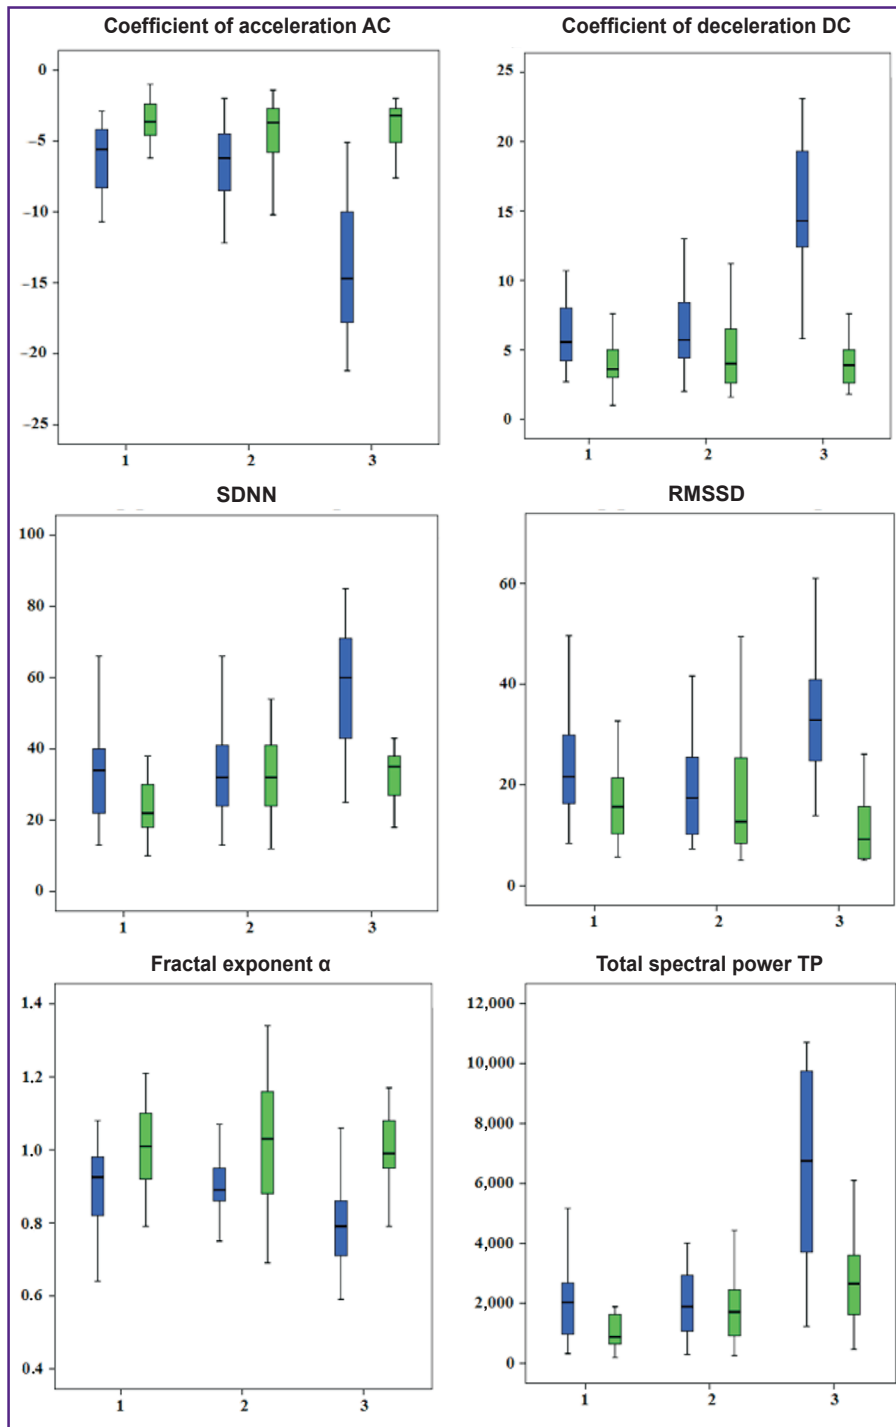 Coefficient of acceleration AC
0
–5
–10
–15
–20
–25
1 2 3
Coefficient of deceleration DC
25
20
15
10
5
0
1 2 3
SDNN
100
80
60
40
20
0
1 2 3
RMSSD
60
40
20
0
1 2 3
Fractal exponent α
1.4
1.2
1.0
0.8
0.6
0.4
1 2 3
Total spectral power TP
12,000
10,000
8,000
6,000
4,000
2,000
0
1 2 3